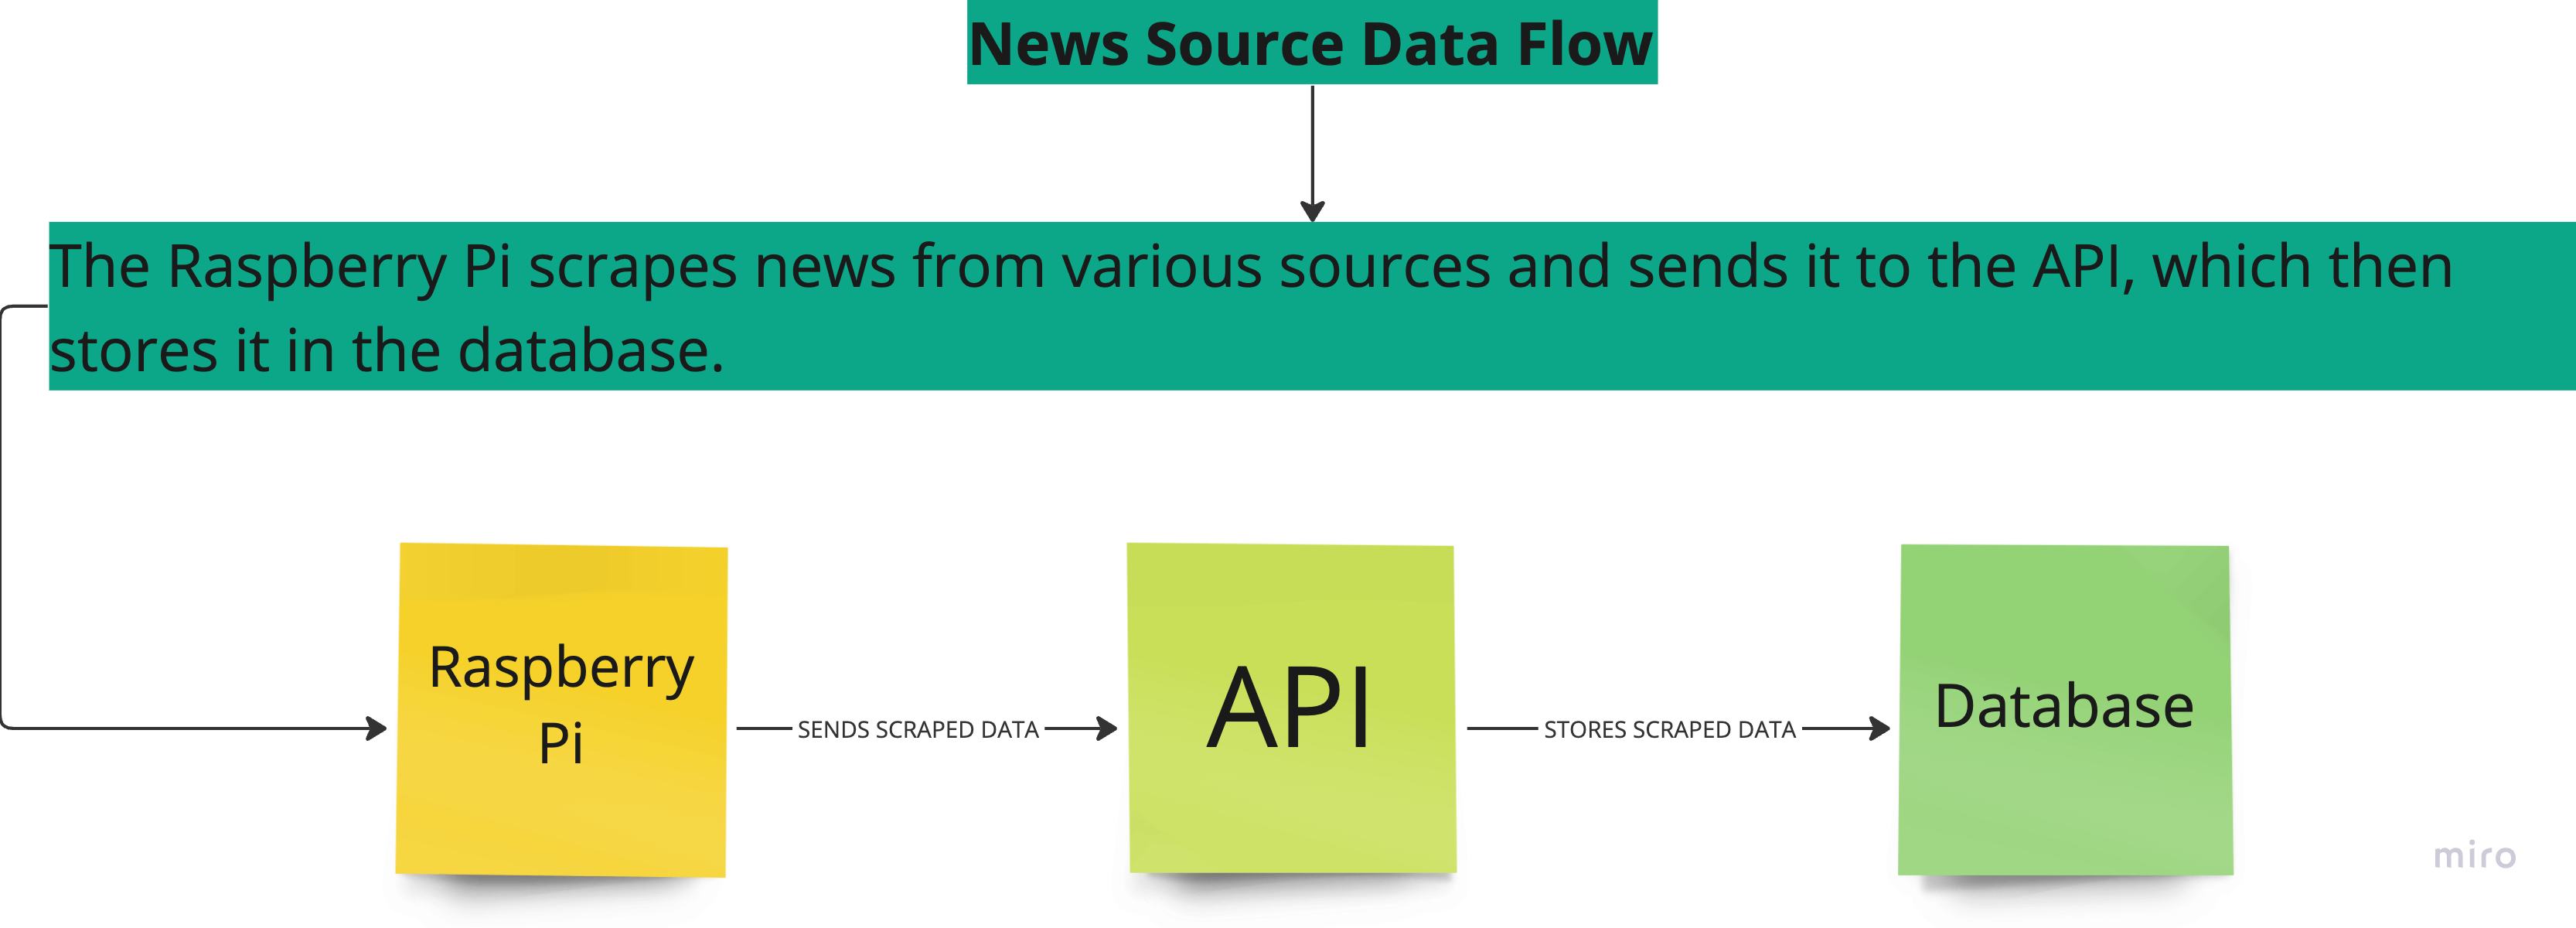 News Source Data Flow
The Raspberry Pi scrapes news from various sources and sends it to the API, which then
stores it in the database.
Raspberry
Pi
SENDS SCRAPED DATA
API
STORES SCRAPED DATA
Database
miro